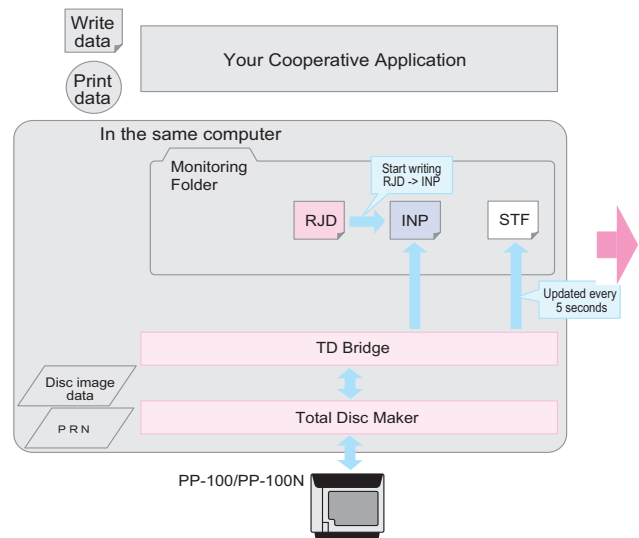 Write
data
Your Cooperative Application
Print
data
In the same computer
Monitoring
Folder
Start writing
RJD -> INP
RJD
INP
STF
Updated every
5 seconds
TD Bridge
Disc image
data
Total Disc Maker
PRN
PP-100/PP-100N